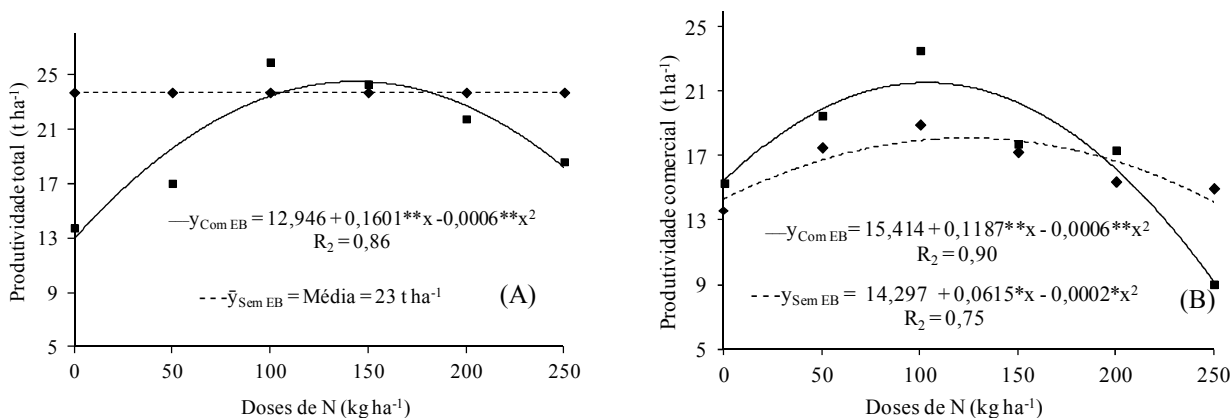 Produtividade total (t ha⁻¹)
25
21
17
13
9
5
y Com EB = 12,946 + 0,1601**x - 0,0006**x²
R₂ = 0,86
ȳ Sem EB = Média = 23 t ha⁻¹
(A)
0 50 100 150 200 250
Doses de N (kg ha⁻¹)
Produtividade comercial (t ha⁻¹)
25
21
17
13
9
5
y Com EB = 15,414 + 0,1187**x - 0,0006**x²
R₂ = 0,90
y Sem EB = 14,297 + 0,0615*x - 0,0002*x²
R₂ = 0,75
(B)
0 50 100 150 200 250
Doses de N (kg ha⁻¹)